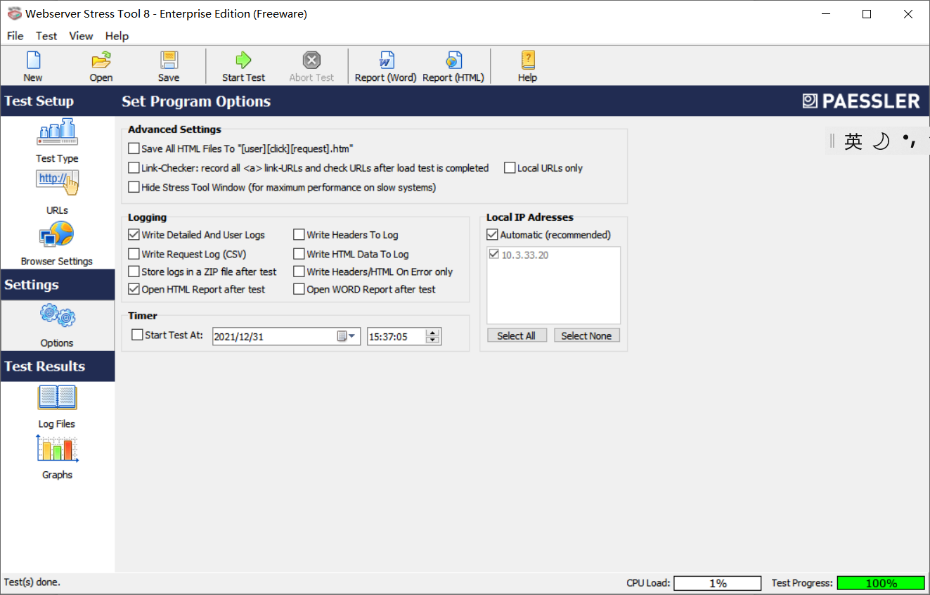 Webserver Stress Tool 8 - Enterprise Edition (Freeware)
File Test View Help
New Open Save Start Test Abort Test Report (Word) Report (HTML) Help
Test Setup
Set Program Options
PAESSLER
Test Type
http://
URLs
Browser Settings
Settings
Options
Test Results
Log Files
Graphs
Advanced Settings
Save All HTML Files To "[user][click][request].htm"
Link-Checker: record all <a> link-URLs and check URLs after load test is completed Local URLs only
Hide Stress Tool Window (for maximum performance on slow systems)
英
Logging
Write Detailed And User Logs Write Headers To Log
Write Request Log (CSV) Write HTML Data To Log
Store logs in a ZIP file after test Write Headers/HTML On Error only
Open HTML Report after test Open WORD Report after test
Local IP Adresses
Automatic (recommended)
10.3.33.20
Select All Select None
Timer
Start Test At: 2021/12/31 15:37:05
Test(s) done.
CPU Load: 1% Test Progress: 100%